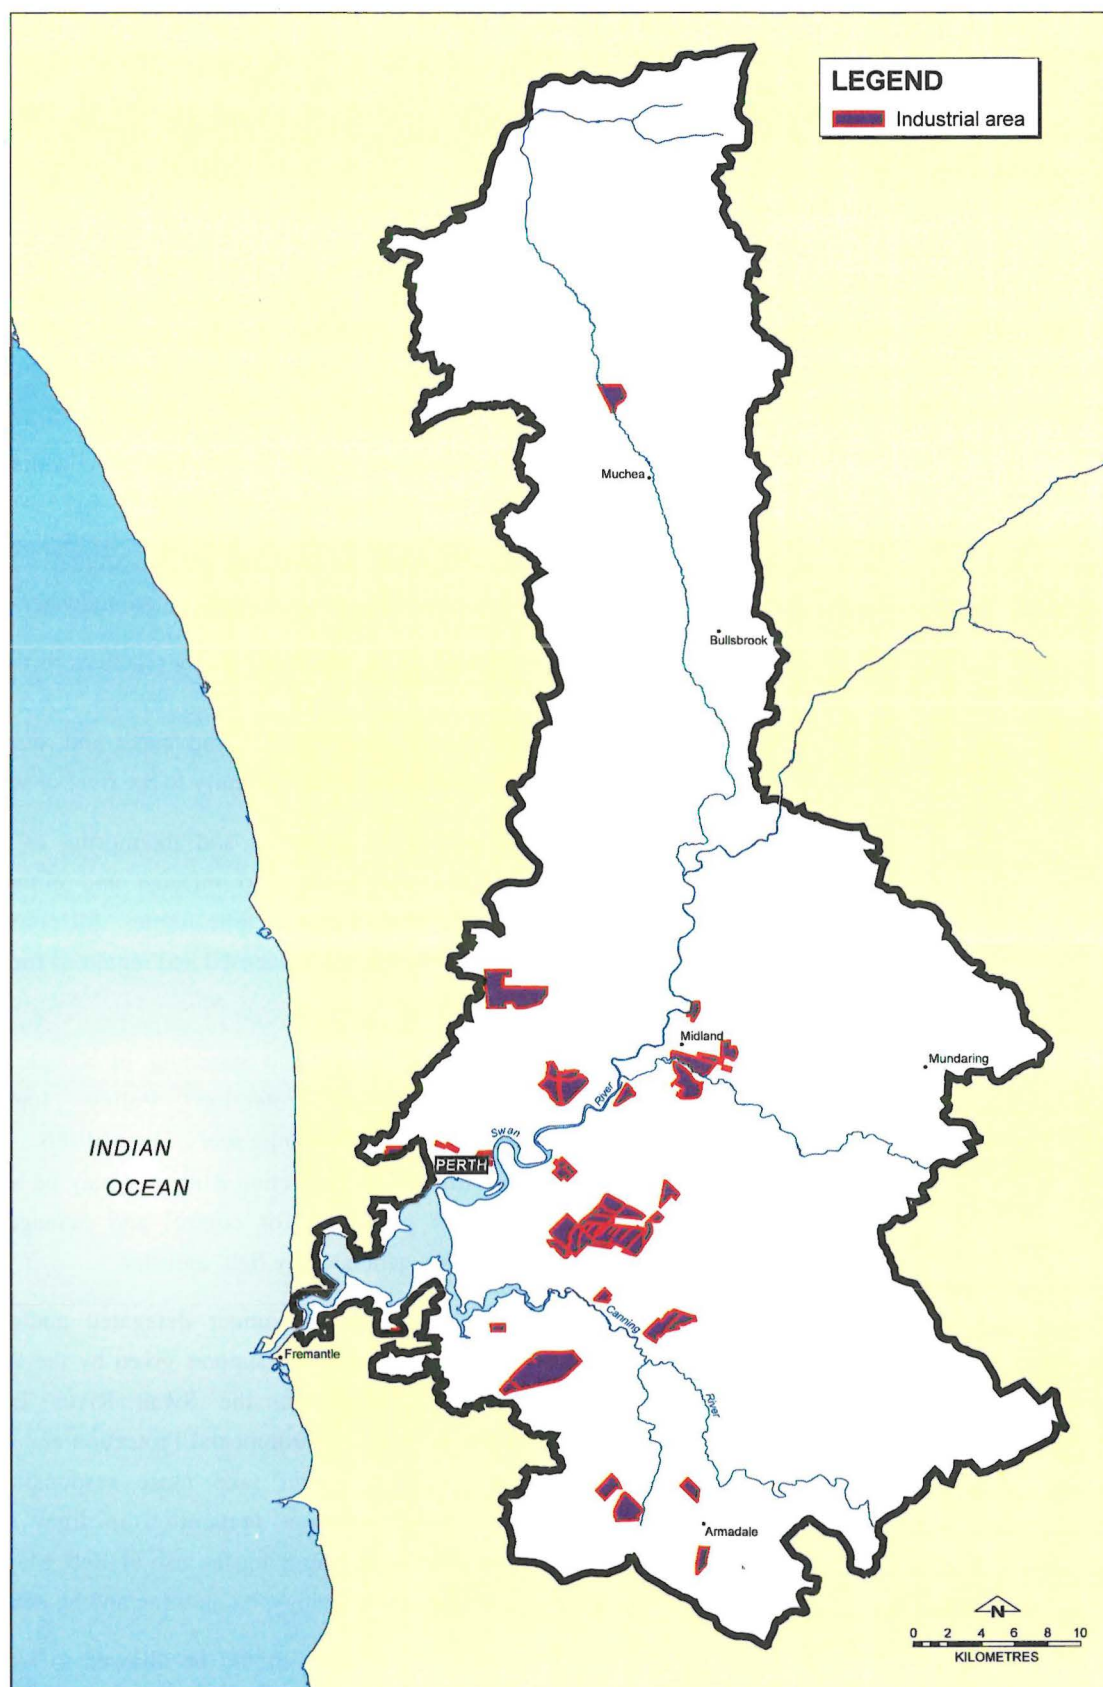 LEGEND
Industrial area
Muchea
Bullsbrook
Midland
Mundaring
Swan
River
PERTH
INDIAN
OCEAN
Canning
River
Fremantle
Armadale
N
0 2 4 6 8 10
KILOMETRES